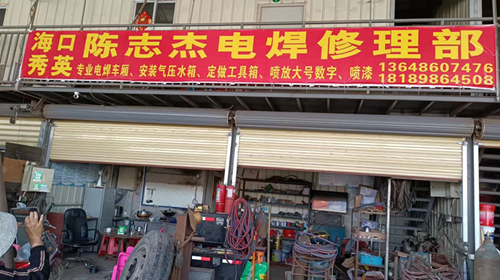 海口 陈志杰电焊修理部
秀英 专业电焊车厢、安装气压水箱、定做工具箱、喷放大号数字、喷漆 13648607476
18189864508